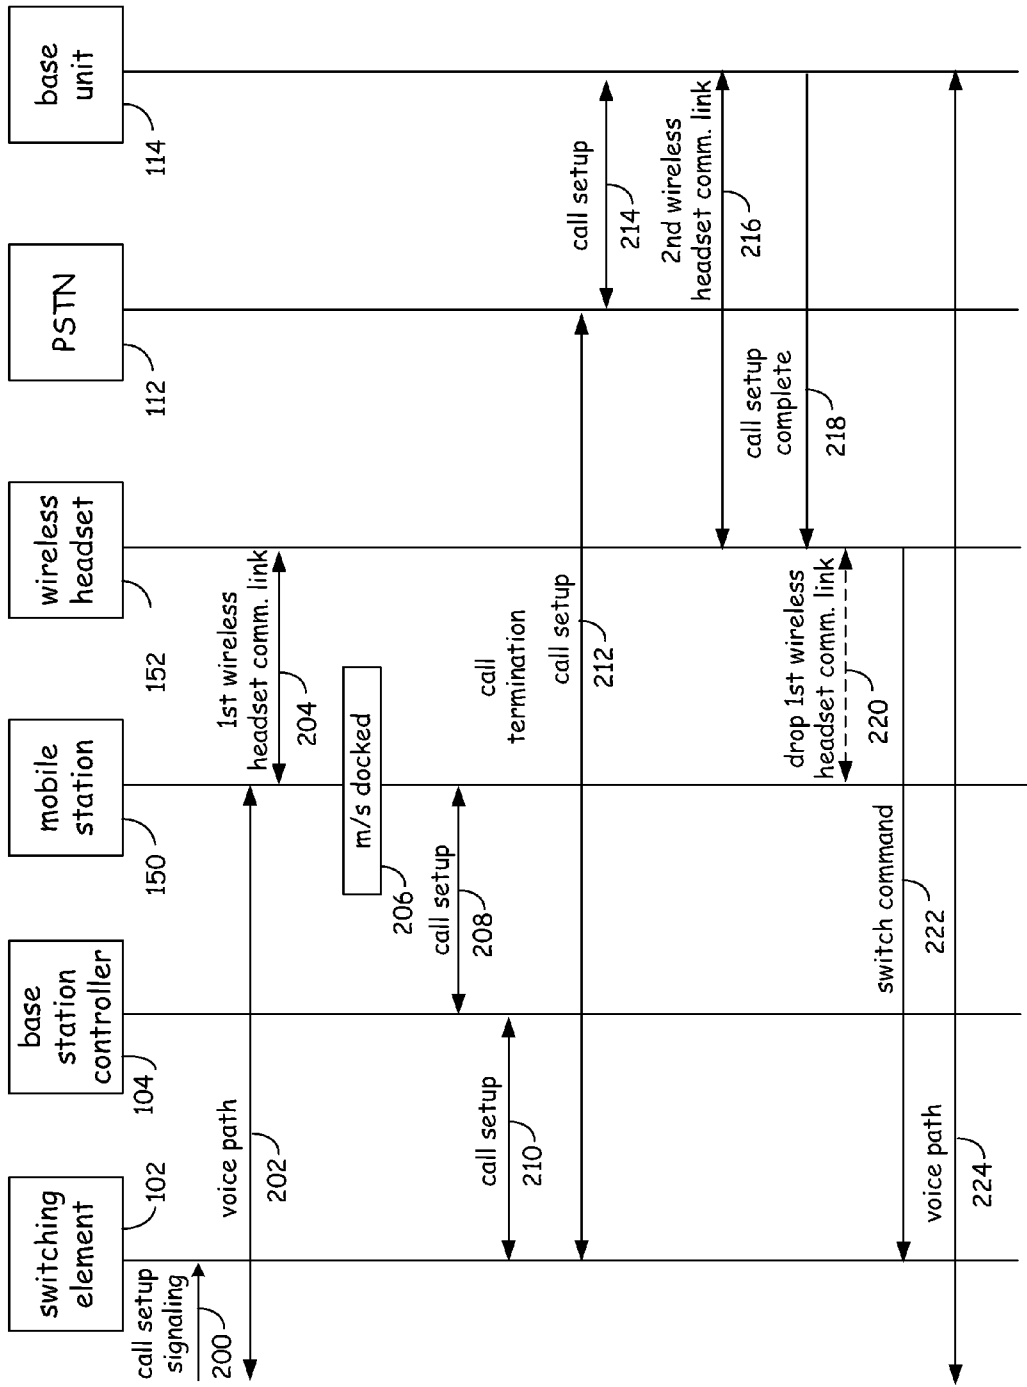 switching
element
102
base
station
controller
104
mobile
station
150
wireless
headset
152
PSTN
112
base
unit
114
call setup
signaling
200
voice path
202
1st wireless
headset comm. link
204
m/s docked
206
call setup
208
call
termination
call setup
210
call setup
212
call setup
214
2nd wireless
headset comm. link
216
call setup
complete
218
drop 1st wireless
headset comm. link
220
switch command
222
voice path
224